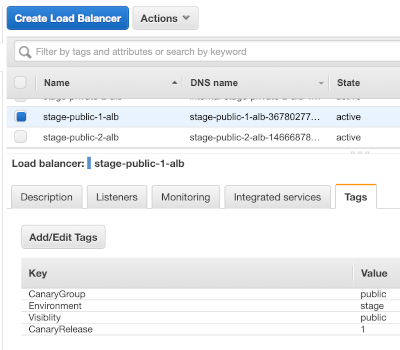 Create Load Balancer Actions
Filter by tags and attributes or search by keyword
Name DNS name State
stage-public-1-alb stage-public-1-alb-36780277... active
stage-public-2-alb stage-public-2-alb-14666878... active
Load balancer: stage-public-1-alb
Description Listeners Monitoring Integrated services Tags
Add/Edit Tags
Key Value
CanaryGroup public
Environment stage
Visiblity public
CanaryRelease 1